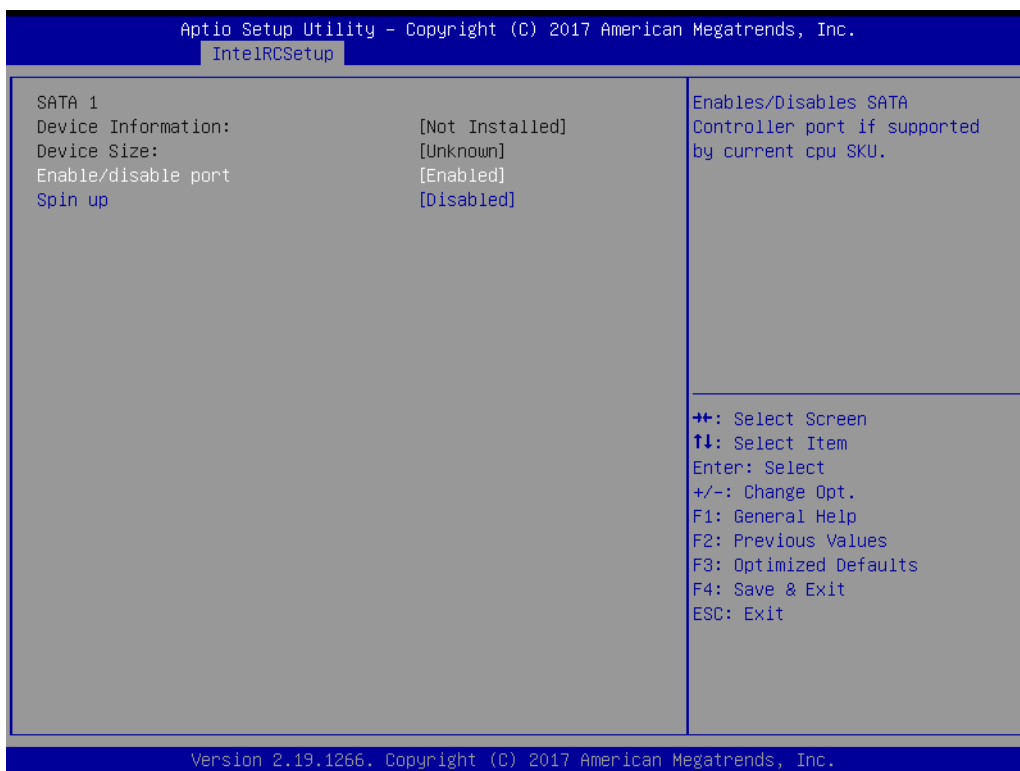 Aptio Setup Utility – Copyright (C) 2017 American Megatrends, Inc.
IntelRCSetup
SATA 1
Device Information: [Not Installed]
Device Size: [Unknown]
Enable/disable port [Enabled]
Spin up [Disabled]
Enables/Disables SATA
Controller port if supported
by current cpu SKU.
→←: Select Screen
↑↓: Select Item
Enter: Select
+/-: Change Opt.
F1: General Help
F2: Previous Values
F3: Optimized Defaults
F4: Save & Exit
ESC: Exit
Version 2.19.1266. Copyright (C) 2017 American Megatrends, Inc.